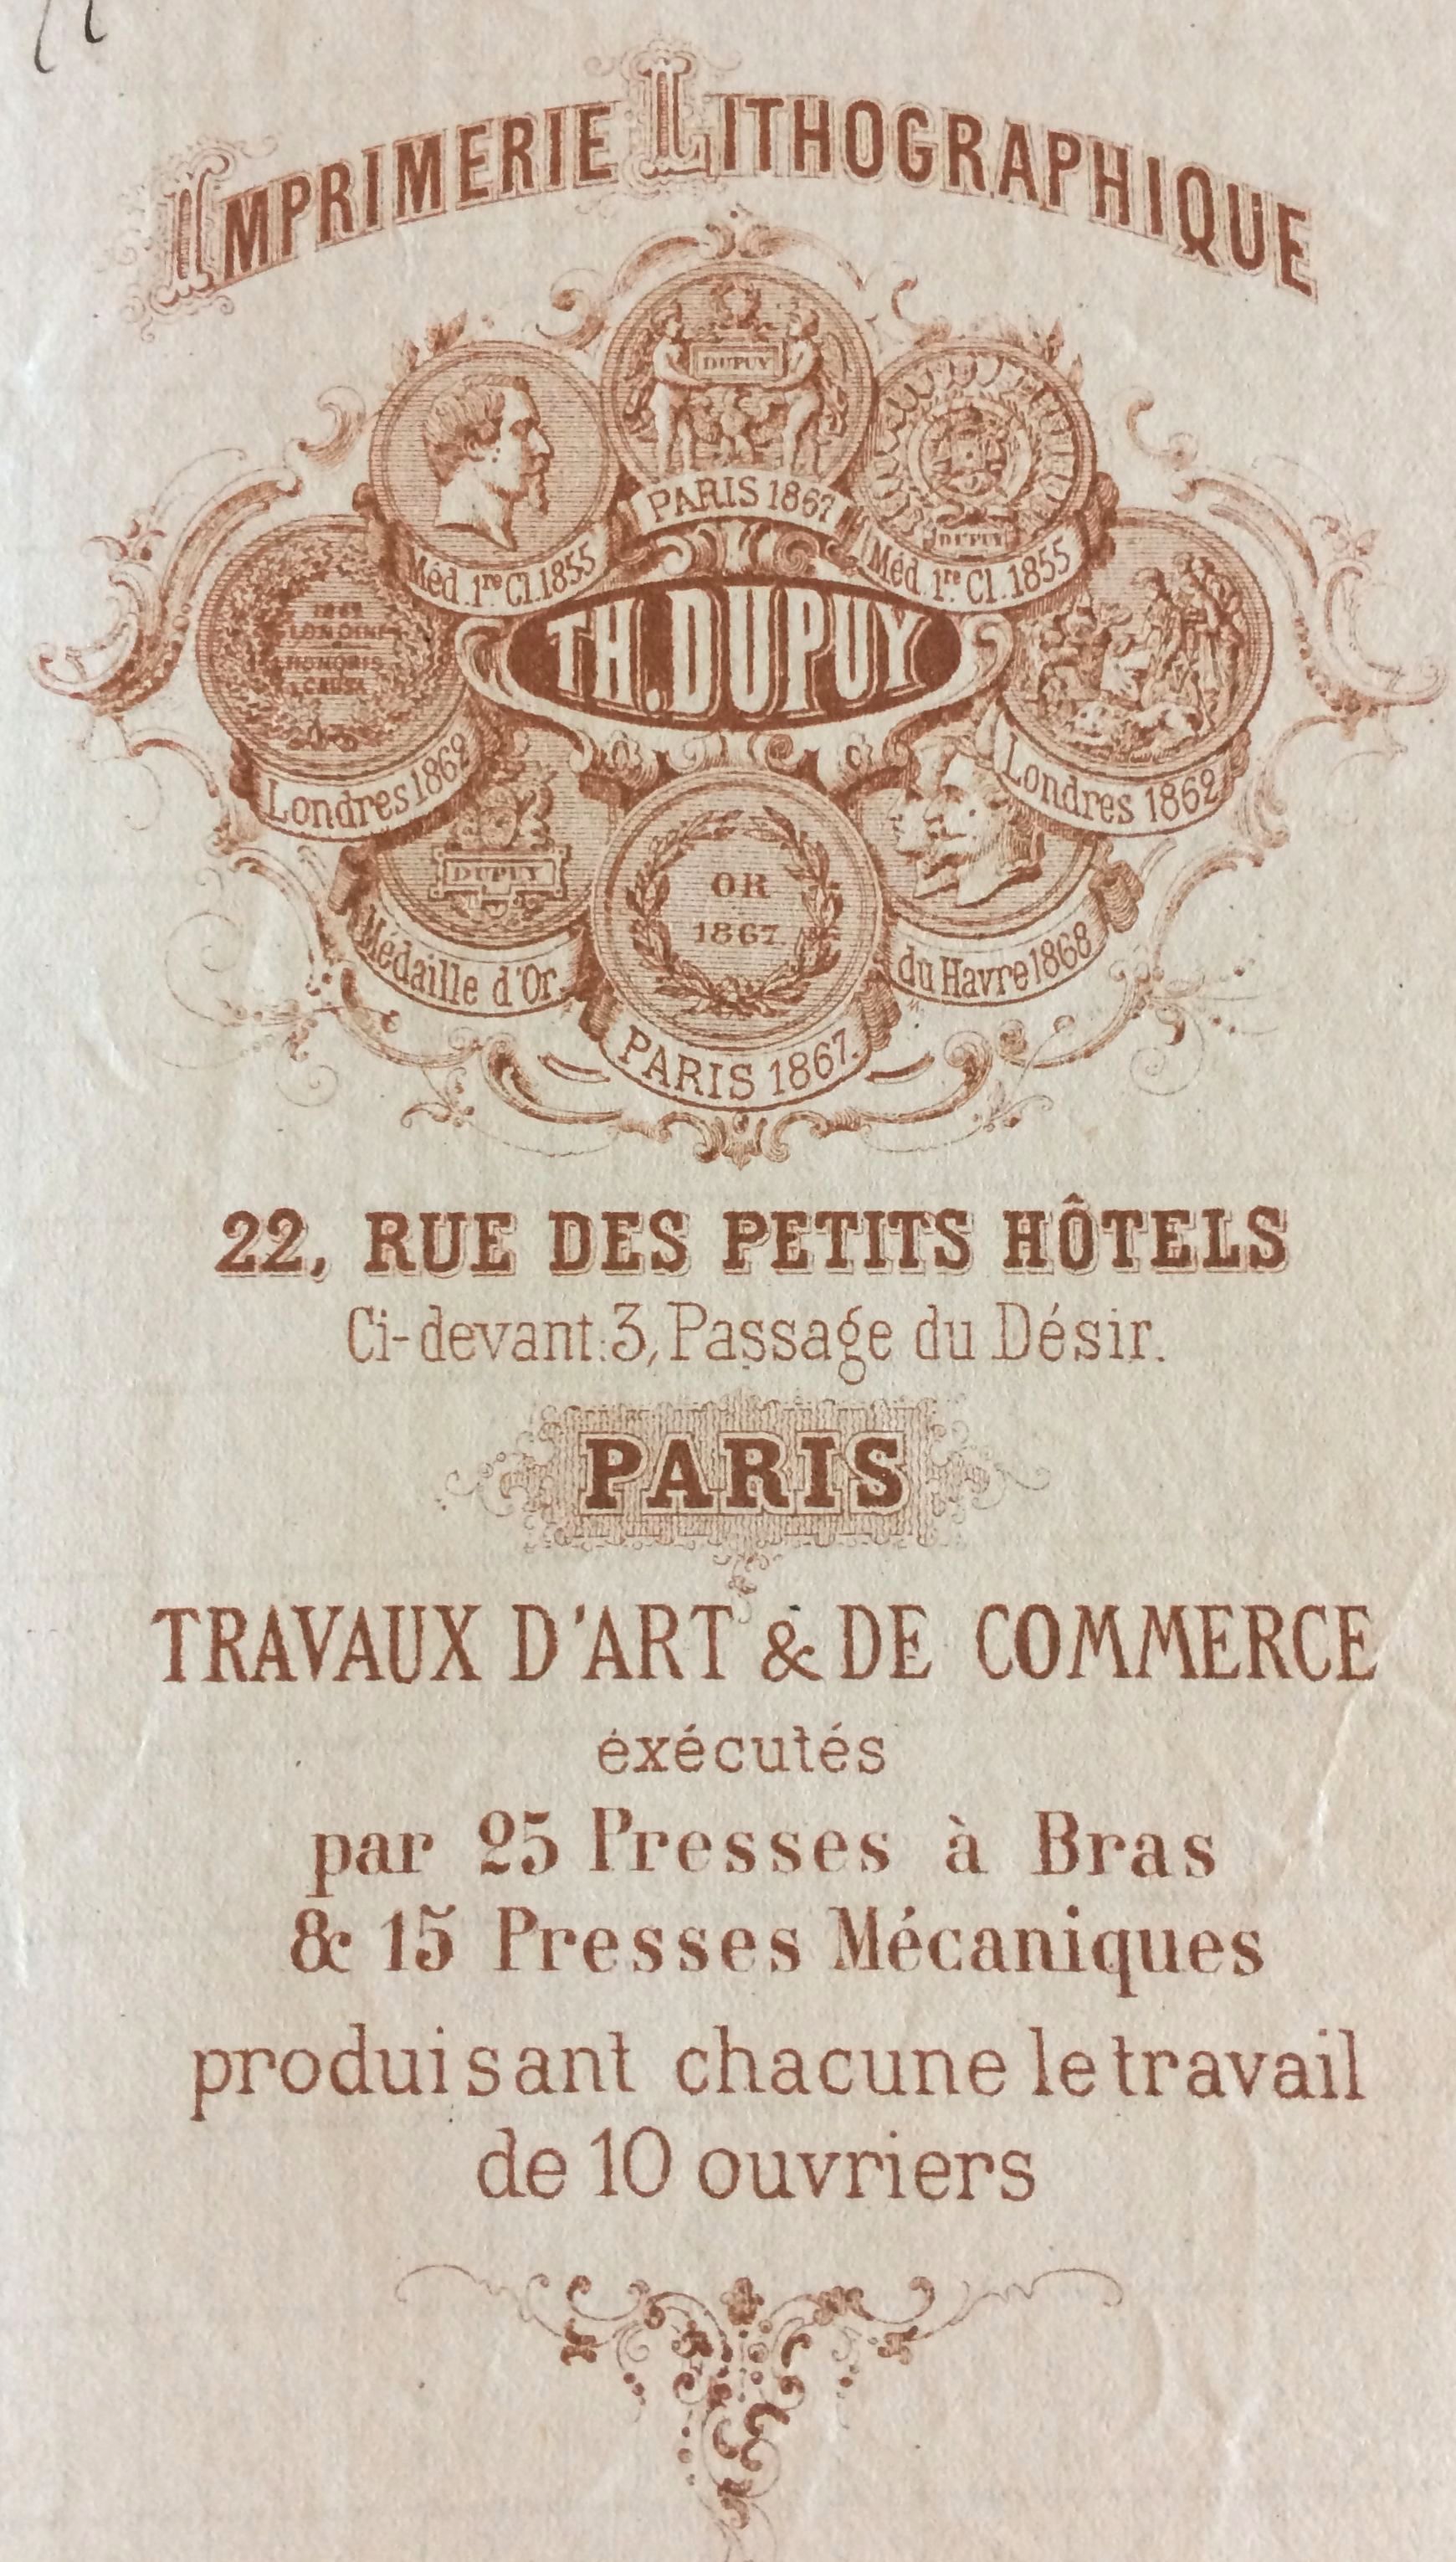 IMPRIMERIE LITHOGRAPHIQUE
DUPUY
PARIS 1867
Méd. 1re Cl. 1855
DUPUY
Méd. 1re Cl. 1855
TH. DUPUY
1862
LONDINI
HONORIS
CAUSA
Londres 1862
Londres 1862
DUPUY
Médaille d'Or
OR
1867
PARIS 1867.
du Havre 1868
22, RUE DES PETITS HÔTELS
Ci-devant: 3, Passage du Désir.
PARIS
TRAVAUX D'ART & DE COMMERCE
éxécutés
par 25 Presses à Bras
& 15 Presses Mécaniques
produisant chacune le travail
de 10 ouvriers